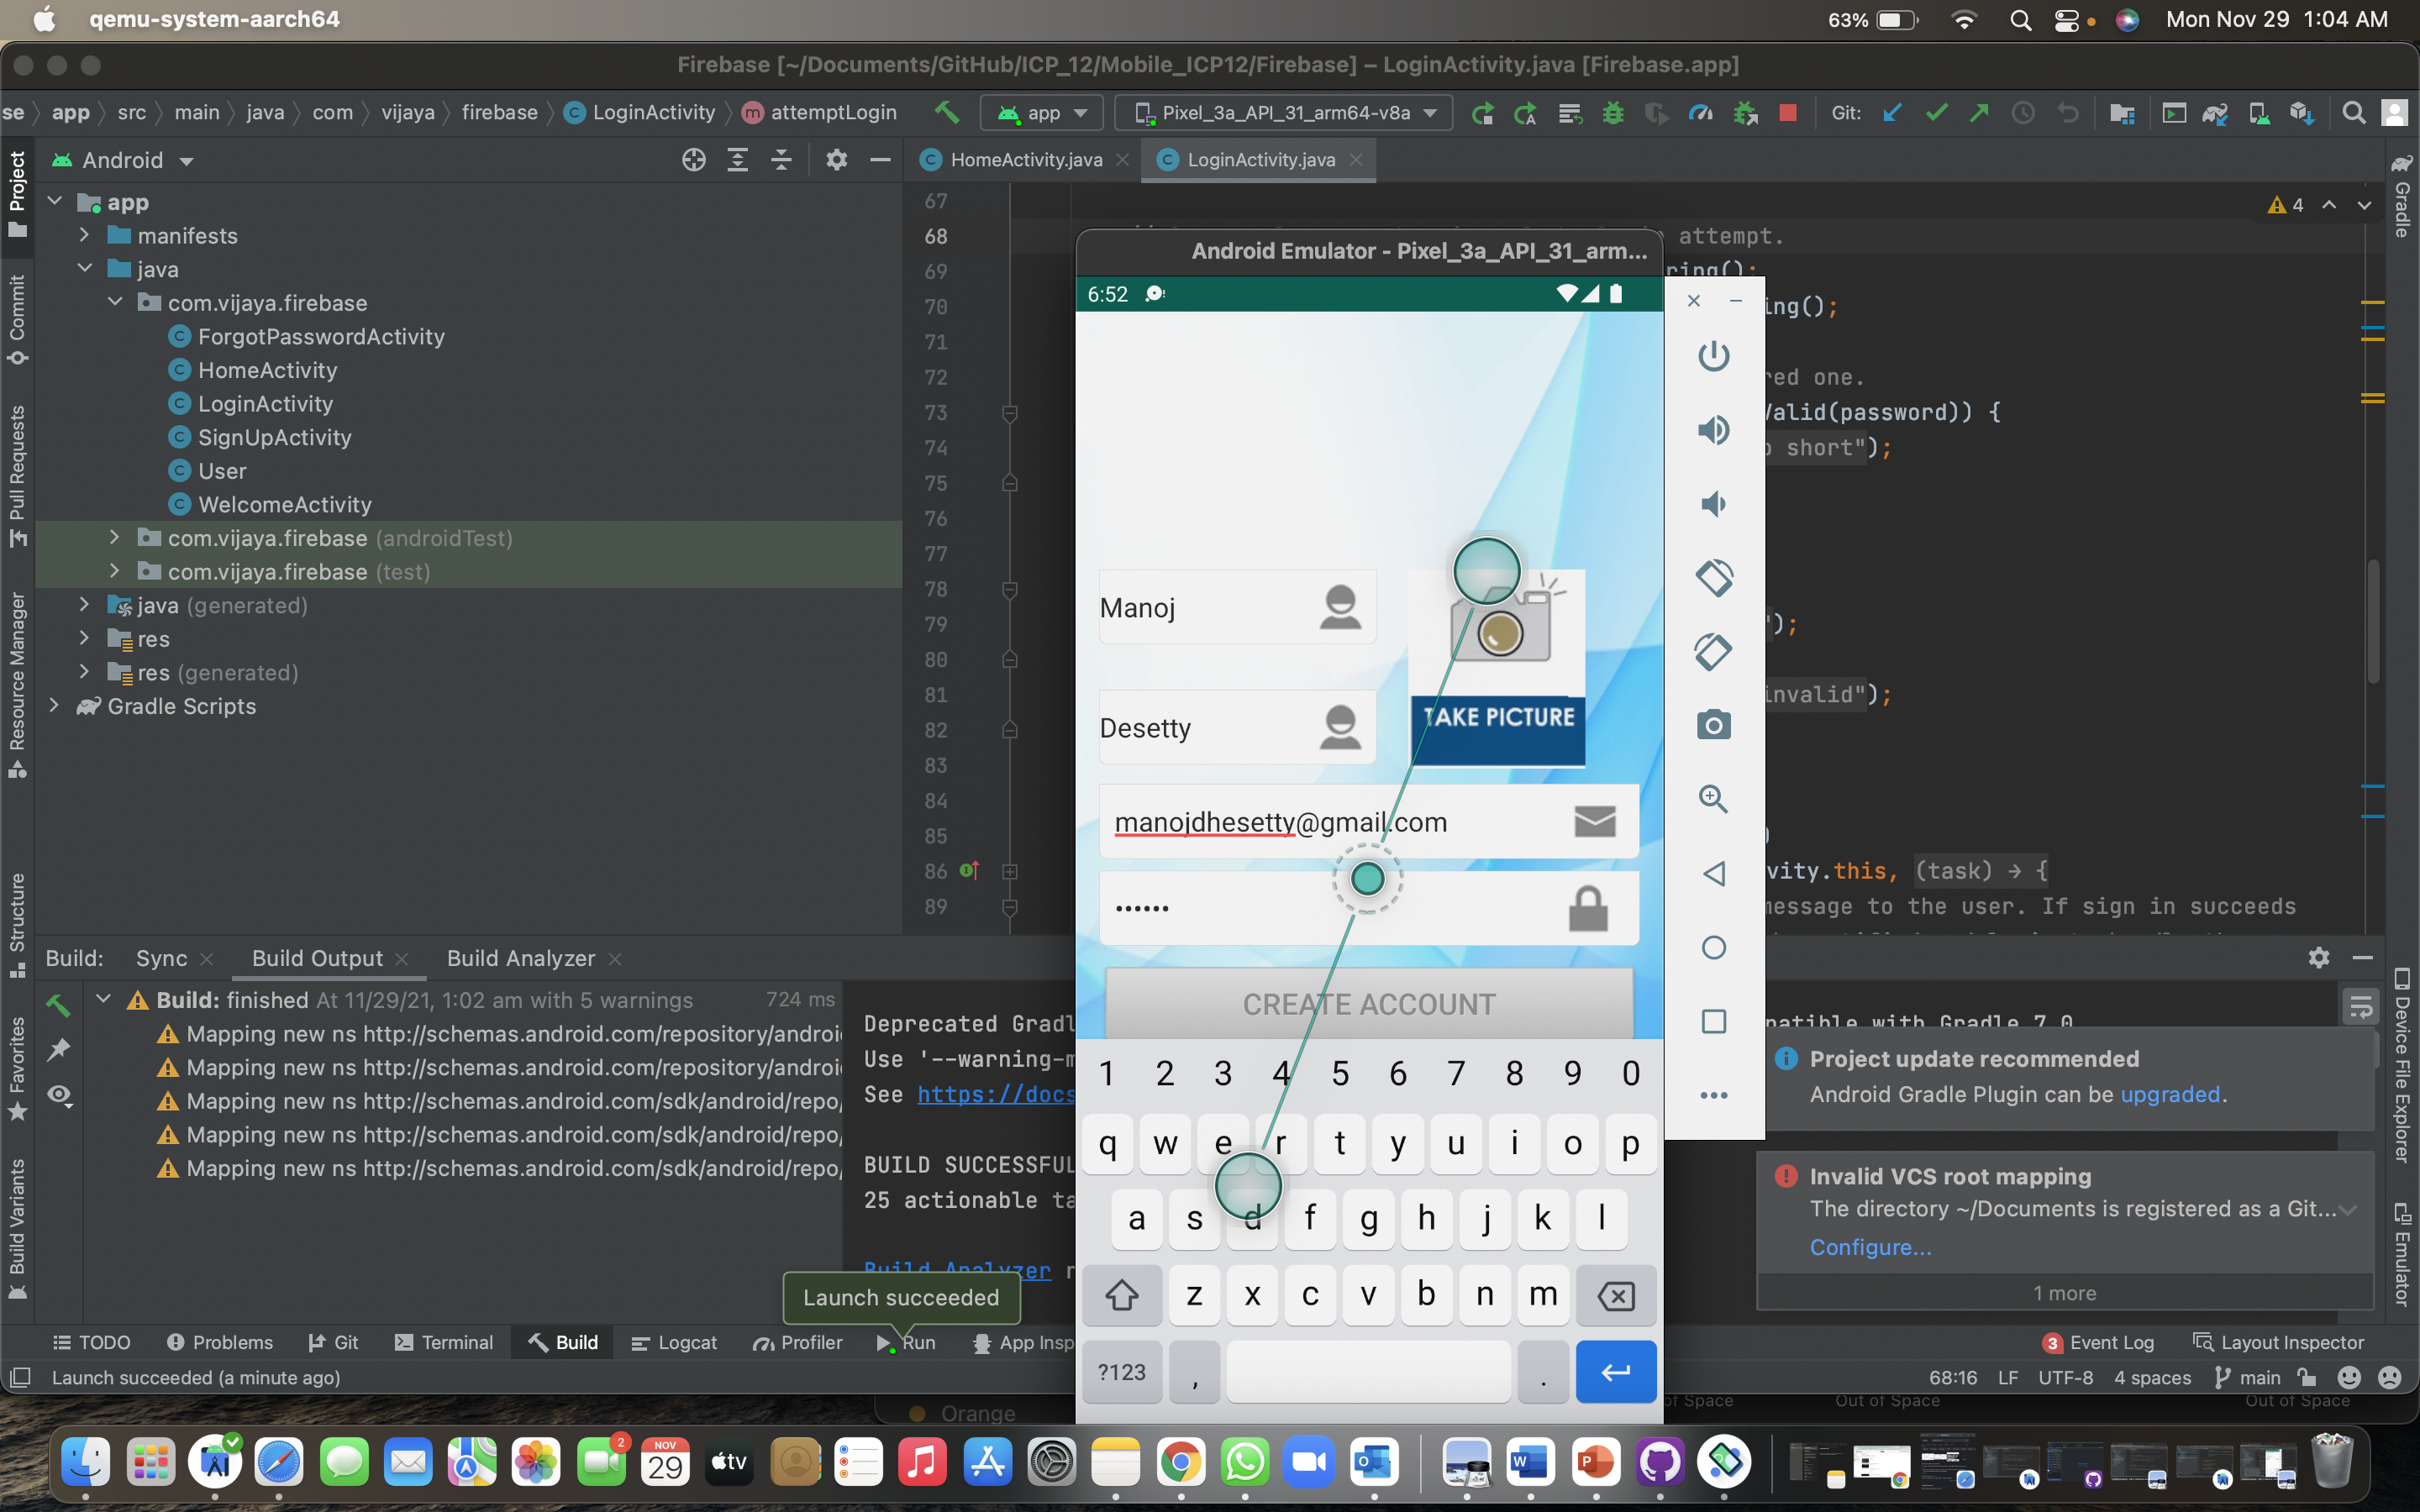 qemu-system-aarch64
63%
Mon Nov 29 1:04 AM
Firebase [~/Documents/GitHub/ICP_12/Mobile_ICP12/Firebase] – LoginActivity.java [Firebase.app]
se app src main java com vijaya firebase LoginActivity attemptLogin
app
Pixel_3a_API_31_arm64-v8a
Git:
Project
Commit
Pull Requests
Resource Manager
Structure
Favorites
Build Variants
Android
app
manifests
java
com.vijaya.firebase
ForgotPasswordActivity
HomeActivity
LoginActivity
SignUpActivity
User
WelcomeActivity
com.vijaya.firebase (androidTest)
com.vijaya.firebase (test)
java (generated)
res
res (generated)
Gradle Scripts
HomeActivity.java
LoginActivity.java
4
67
68 attempt.
69
70 ing();
71
72 red one.
73 Valid(password)) {
74 short");
75
76
77
78
79 );
80
81 invalid");
82
83
84
85 )
86 vity.this, (task) → {
89 message to the user. If sign in succeeds
Android Emulator - Pixel_3a_API_31_arm...
6:52
Manoj
Desetty
TAKE PICTURE
manojdhesetty@gmail.com
••••••
CREATE ACCOUNT
1 2 3 4 5 6 7 8 9 0
q w e r t y u i o p
a s d f g h j k l
z x c v b n m
?123 , .
Build: Sync Build Output Build Analyzer
Build: finished At 11/29/21, 1:02 am with 5 warnings 724 ms
Mapping new ns http://schemas.android.com/repository/androi
Mapping new ns http://schemas.android.com/repository/androi
Mapping new ns http://schemas.android.com/sdk/android/repo/
Mapping new ns http://schemas.android.com/sdk/android/repo/
Mapping new ns http://schemas.android.com/sdk/android/repo/
Deprecated Gradl
Use '--warning-m
See https://docs
BUILD SUCCESSFUL
25 actionable ta
Build Analyzer
patible with Gradle 7.0
Project update recommended
Android Gradle Plugin can be upgraded.
Invalid VCS root mapping
The directory ~/Documents is registered as a Git...
Configure...
1 more
Launch succeeded
Gradle
Device File Explorer
Emulator
TODO Problems Git Terminal Build Logcat Profiler Run App Insp
3 Event Log Layout Inspector
Launch succeeded (a minute ago)
68:16 LF UTF-8 4 spaces main
Orange
of Space
Out of Space
Out of Space
2
NOV
29
tv